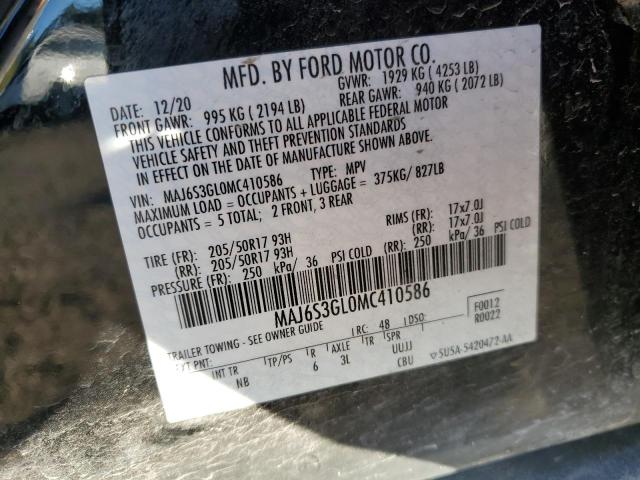 MFD. BY FORD MOTOR CO.
DATE: 12/20 GVWR: 1929 KG ( 4253 LB)
FRONT GAWR: 995 KG ( 2194 LB) REAR GAWR: 940 KG ( 2072 LB)
THIS VEHICLE CONFORMS TO ALL APPLICABLE FEDERAL MOTOR
VEHICLE SAFETY AND THEFT PREVENTION STANDARDS
IN EFFECT ON THE DATE OF MANUFACTURE SHOWN ABOVE.
VIN: MAJ6S3GL0MC410586 TYPE: MPV
MAXIMUM LOAD = OCCUPANTS + LUGGAGE = 375KG/ 827LB
OCCUPANTS = 5 TOTAL; 2 FRONT, 3 REAR
TIRE (FR): 205/50R17 93H RIMS (FR): 17x7.0J
(RR): 205/50R17 93H (RR): 17x7.0J
PRESSURE (FR): 250 kPa/ 36 PSI COLD (RR): 250 kPa/ 36 PSI COLD
MAJ6S3GL0MC410586
F0012
R0022
TRAILER TOWING - SEE OWNER GUIDE
RC: 48 DSO:
EXT PNT: INT TR TP/PS R AXLE TR SPR
NB 6 3L UUJJ
CBU
5U5A-5420472-AA